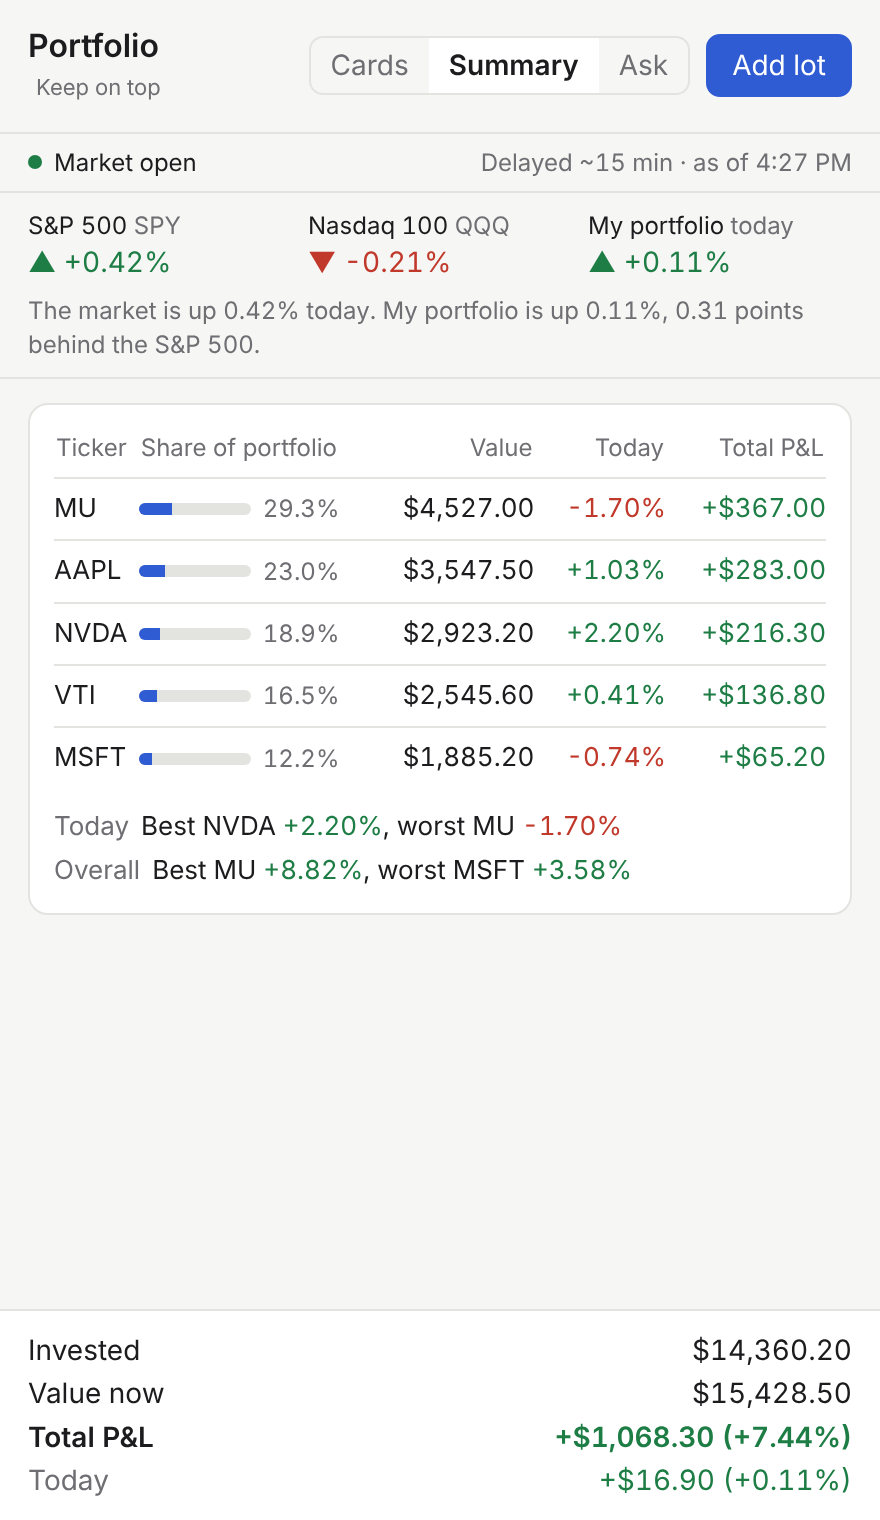 Portfolio
Keep on top
Cards Summary Ask Add lot
Market open Delayed ~15 min · as of 4:27 PM
S&P 500 SPY Nasdaq 100 QQQ My portfolio today
▲ +0.42% ▼ -0.21% ▲ +0.11%
The market is up 0.42% today. My portfolio is up 0.11%, 0.31 points
behind the S&P 500.
Ticker Share of portfolio Value Today Total P&L
MU 29.3% $4,527.00 -1.70% +$367.00
AAPL 23.0% $3,547.50 +1.03% +$283.00
NVDA 18.9% $2,923.20 +2.20% +$216.30
VTI 16.5% $2,545.60 +0.41% +$136.80
MSFT 12.2% $1,885.20 -0.74% +$65.20
Today Best NVDA +2.20%, worst MU -1.70%
Overall Best MU +8.82%, worst MSFT +3.58%
Invested $14,360.20
Value now $15,428.50
Total P&L +$1,068.30 (+7.44%)
Today +$16.90 (+0.11%)